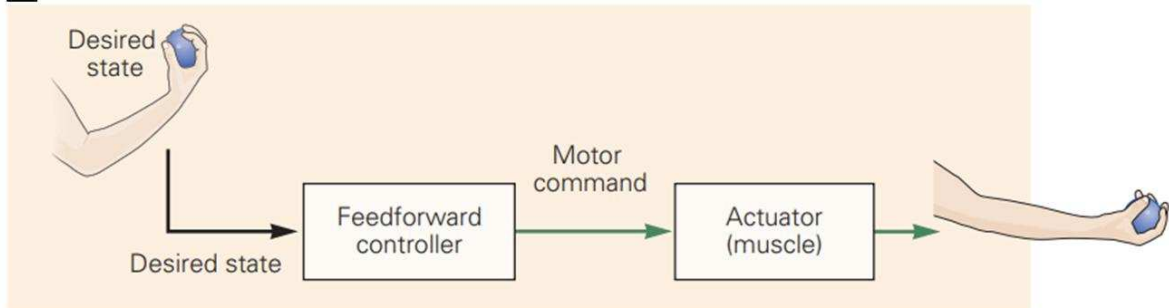 Desired
state
Motor
command
Feedforward
controller
Actuator
(muscle)
Desired state